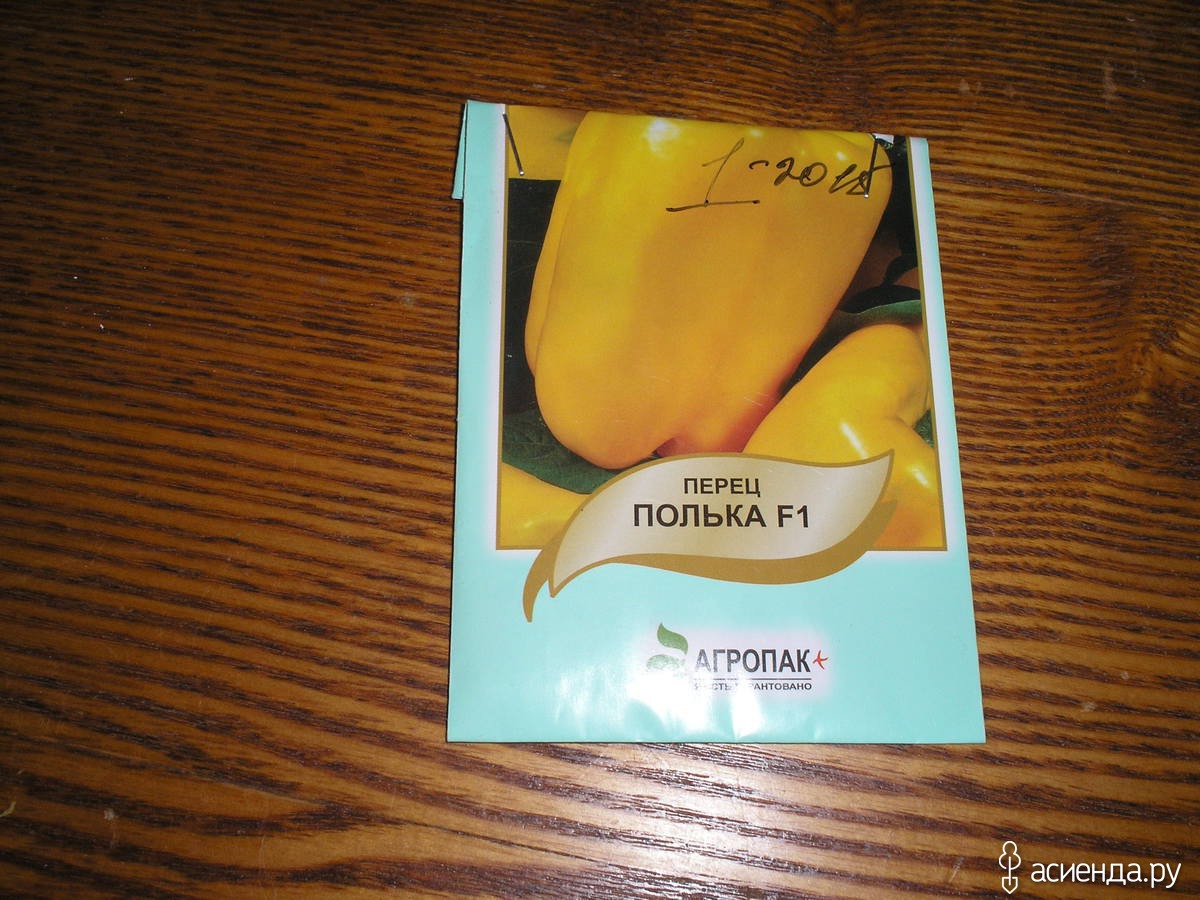 1-2018
ПЕРЕЦ
ПОЛЬКА F1
АГРОПАК
асиенда.ру